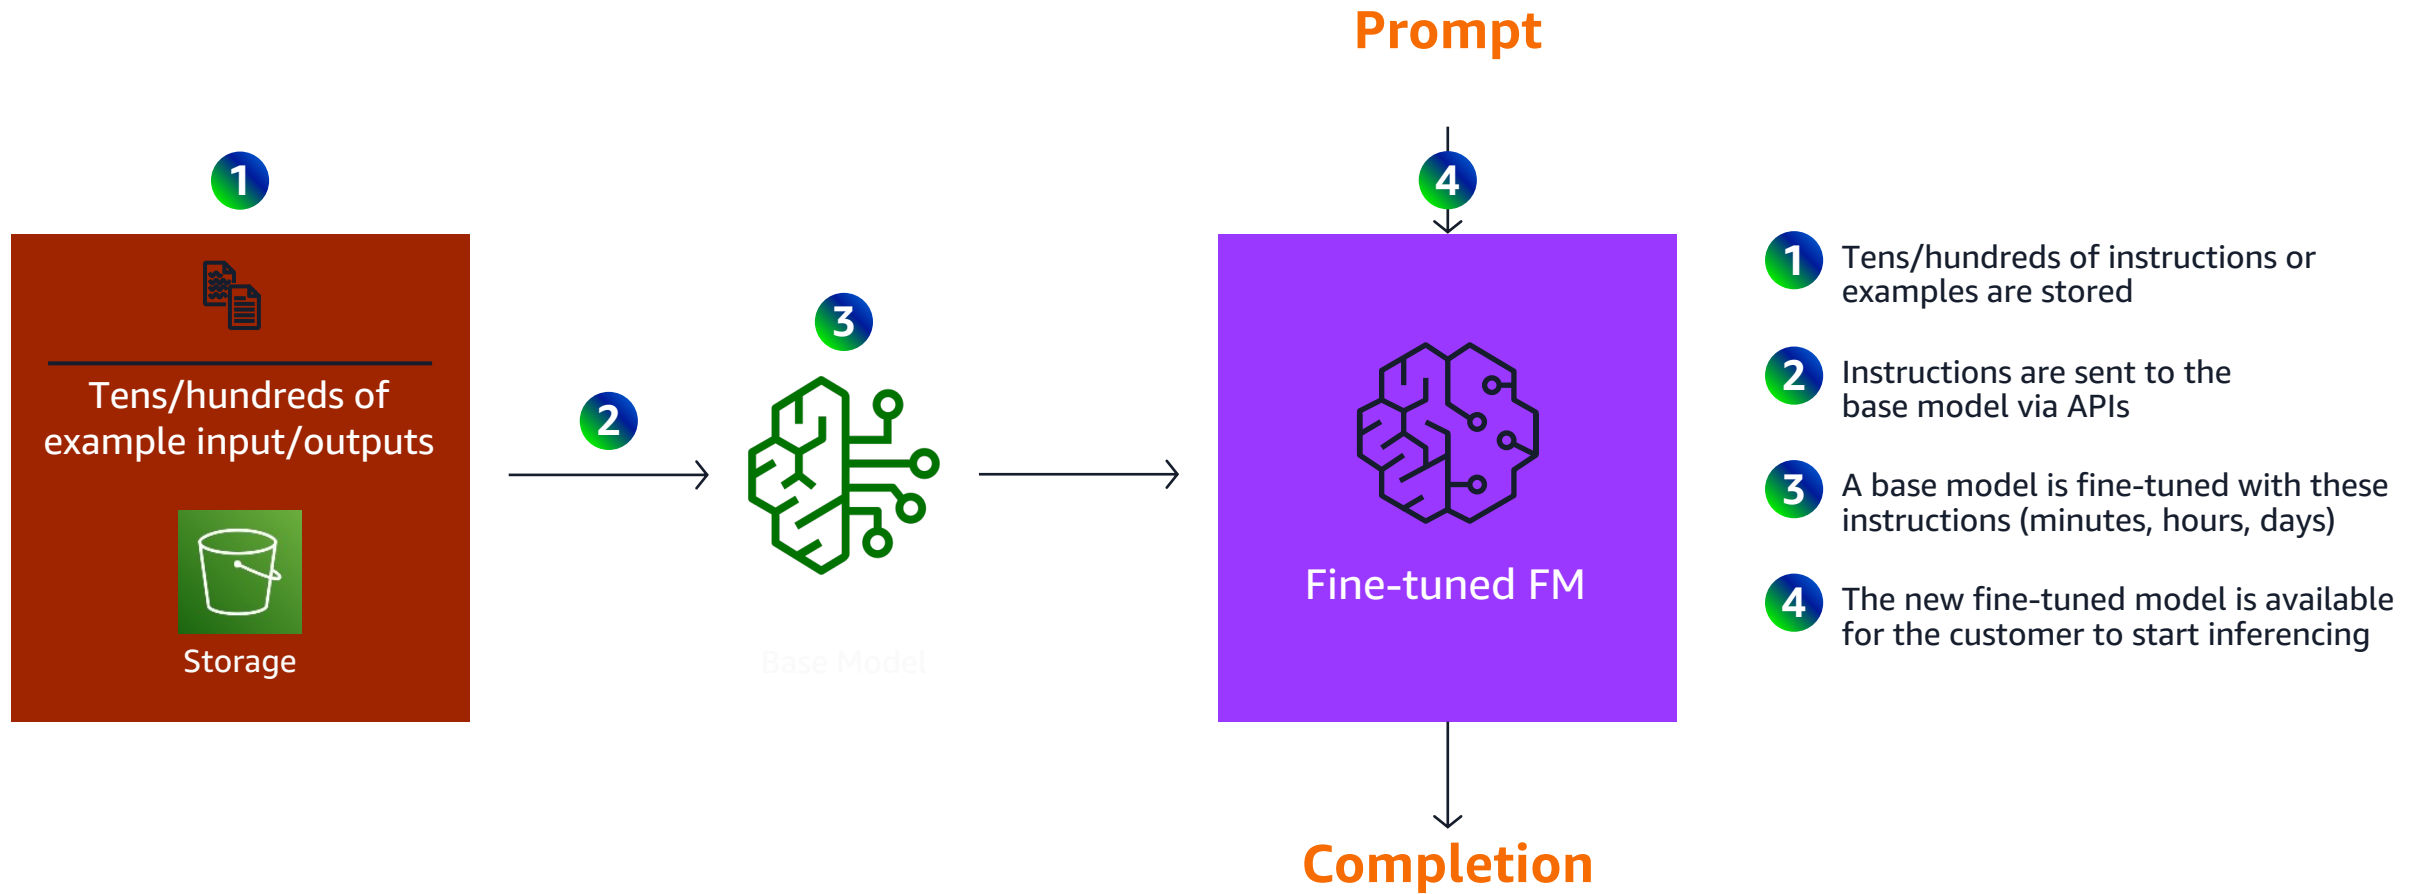 Prompt
1
4
Tens/hundreds of
example input/outputs
Storage
2
3
Base Model
Fine-tuned FM
Completion
1 Tens/hundreds of instructions or
examples are stored
2 Instructions are sent to the
base model via APIs
3 A base model is fine-tuned with these
instructions (minutes, hours, days)
4 The new fine-tuned model is available
for the customer to start inferencing